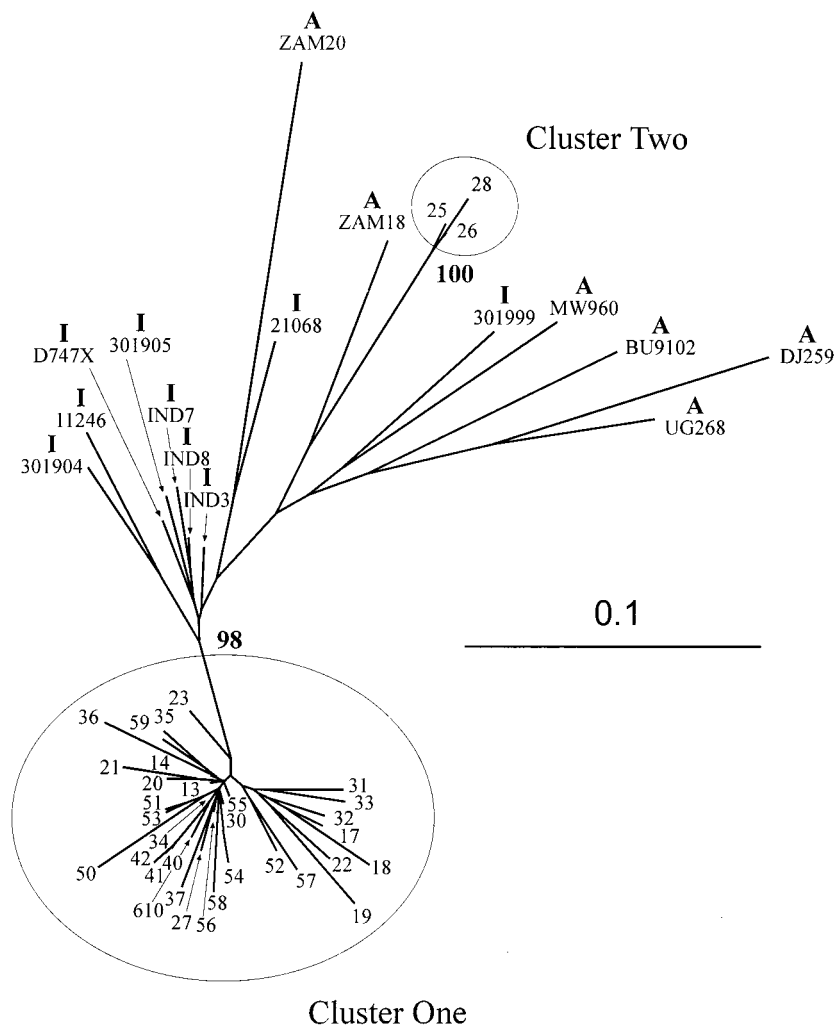 A
ZAM20
Cluster Two
28
25
26
A
ZAM18
100
I
21068
I
301999
A
MW960
A
BU9102
A
DJ259
A
UG268
I
D747X
I
301905
I
11246
I
IND7
I
301904
I
IND8
I
IND3
0.1
98
23
36
59
35
21
14
20
13
51
53
55
30
34
42
40
41
50
610
37
27
56
58
54
52
57
31
33
32
17
22
18
19
Cluster One